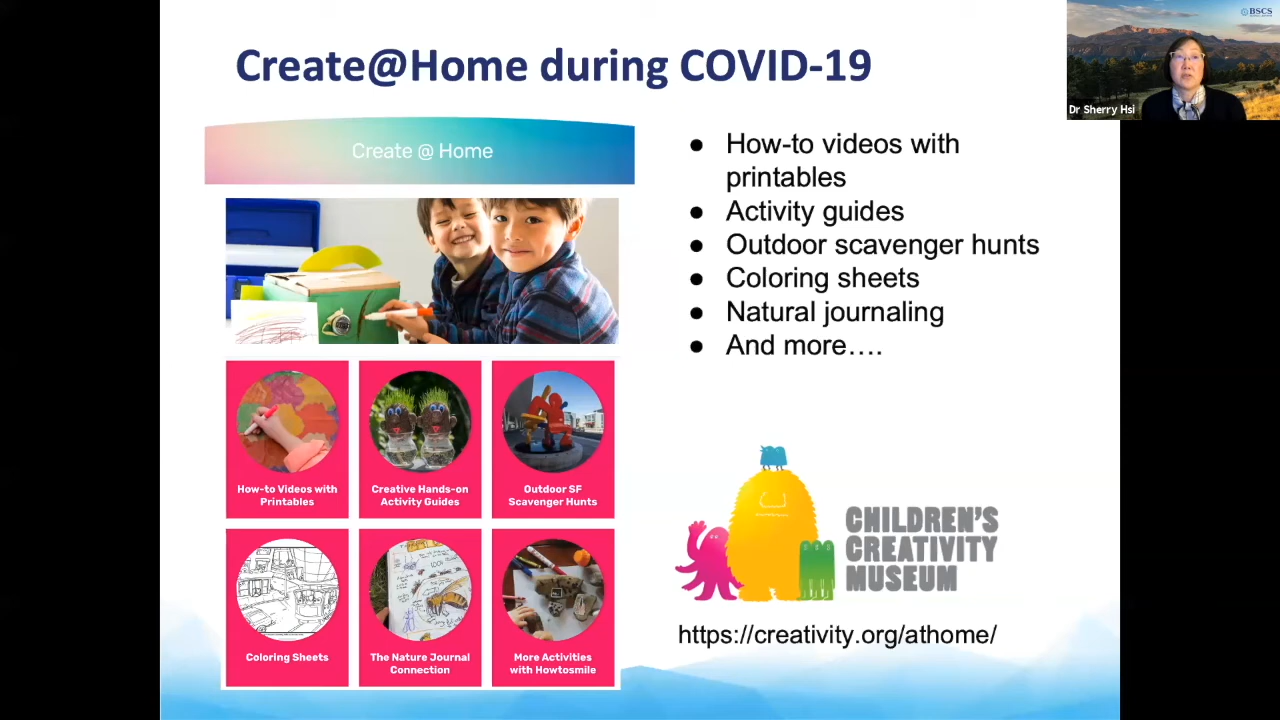 Create@Home during COVID-19
BSCS
Dr Sherry Hsi
Create @ Home
● How-to videos with
printables
● Activity guides
● Outdoor scavenger hunts
● Coloring sheets
● Natural journaling
● And more….
How-to Videos with
Printables
Creative Hands-on
Activity Guides
Outdoor SF
Scavenger Hunts
Coloring Sheets
The Nature Journal
Connection
More Activities
with Howtosmile
CHILDREN'S
CREATIVITY
MUSEUM
https://creativity.org/athome/